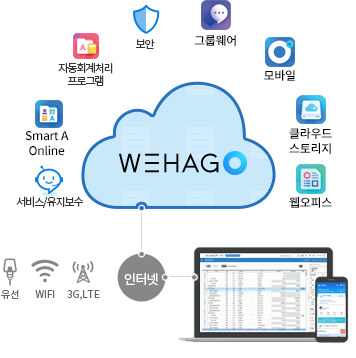 보안
그룹웨어
자동회계처리
프로그램
모바일
Smart A
Online
클라우드
스토리지
WEHAGO
서비스/유지보수
웹오피스
인터넷
유선
WIFI
3G,LTE